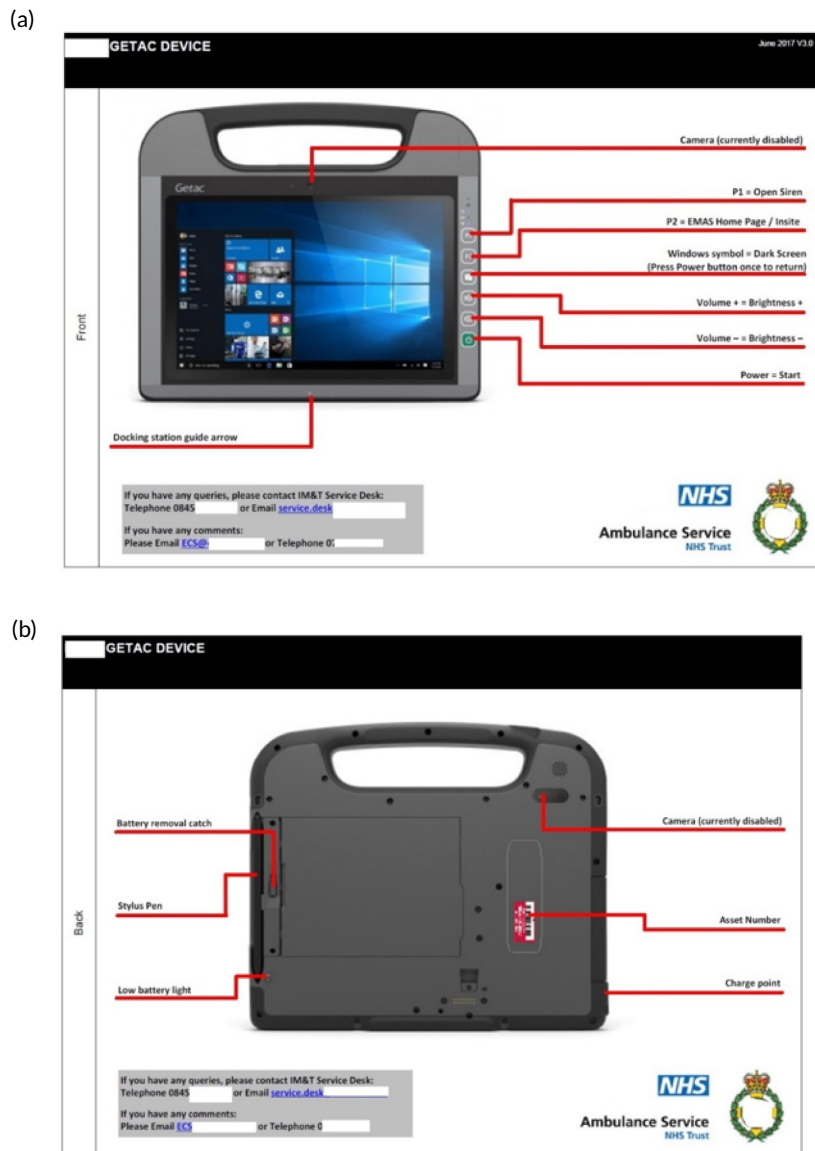 (a)
GETAC DEVICE
June 2017 V3.0
Front
Getac
Camera (currently disabled)
P1 = Open Siren
P2 = EMAS Home Page / Insite
Windows symbol = Dark Screen
(Press Power button once to return)
Volume + = Brightness +
Volume – = Brightness –
Power = Start
Docking station guide arrow
If you have any queries, please contact IM&T Service Desk:
Telephone 0845 or Email service.desk
If you have any comments:
Please Email ECS@ or Telephone 07
NHS
Ambulance Service
NHS Trust
(b)
GETAC DEVICE
Back
Battery removal catch
Stylus Pen
Low battery light
Camera (currently disabled)
Asset Number
Charge point
If you have any queries, please contact IM&T Service Desk:
Telephone 0845 or Email service.desk
If you have any comments:
Please Email ECS or Telephone 0
NHS
Ambulance Service
NHS Trust